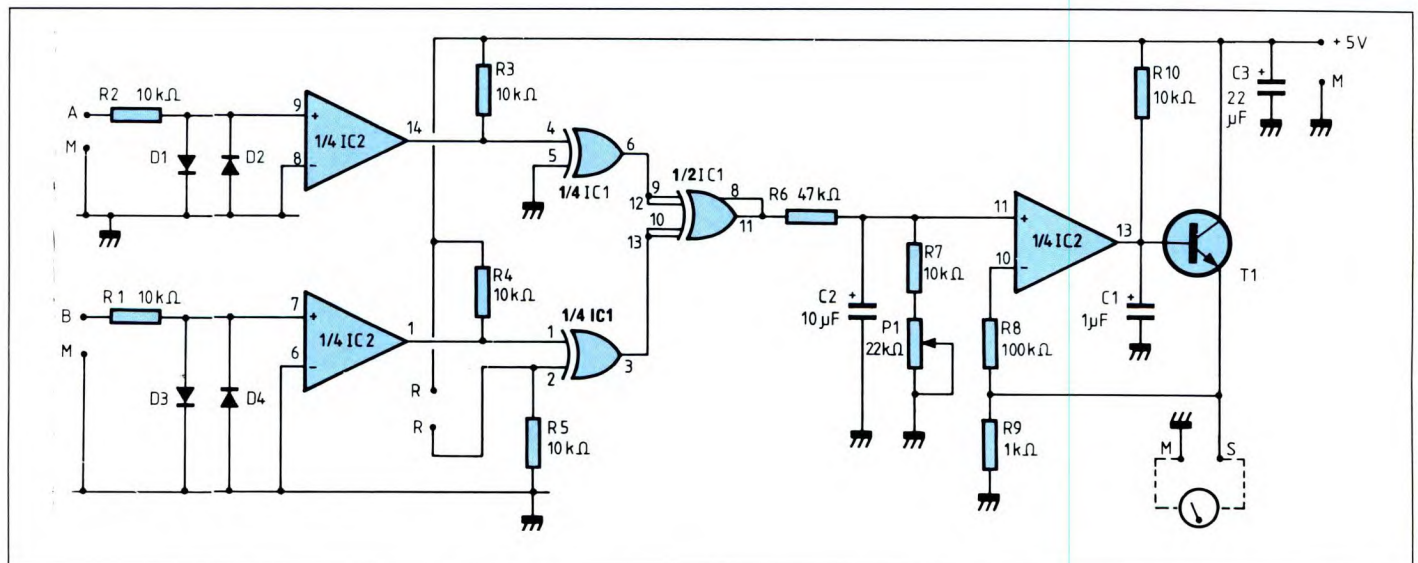 + 5V
R3
10kΩ
R10
10kΩ
C3 +
22
µF
M
R2 10kΩ
A
9
+
14
4
5
6
1/4 IC2
M
D1
D2
8
−
1/4 IC1
1/2 IC1
9
12
10
13
8
11
R6 47kΩ
+
11
13
1/4 IC2
10
−
T1
R7
10kΩ
C2 +
10µF
P1
22kΩ
R8
100kΩ
C1 +
1µF
R9
1kΩ
M
S
R1 10kΩ
B
7
+
1
R4
10kΩ
1/4 IC1
1
2
3
1/4 IC2
M
6
−
D3
D4
R
R
R5
10kΩ